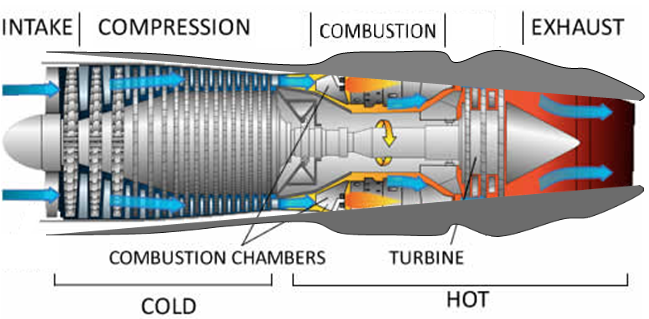 INTAKE
COMPRESSION
COMBUSTION
EXHAUST
COMBUSTION CHAMBERS
TURBINE
COLD
HOT